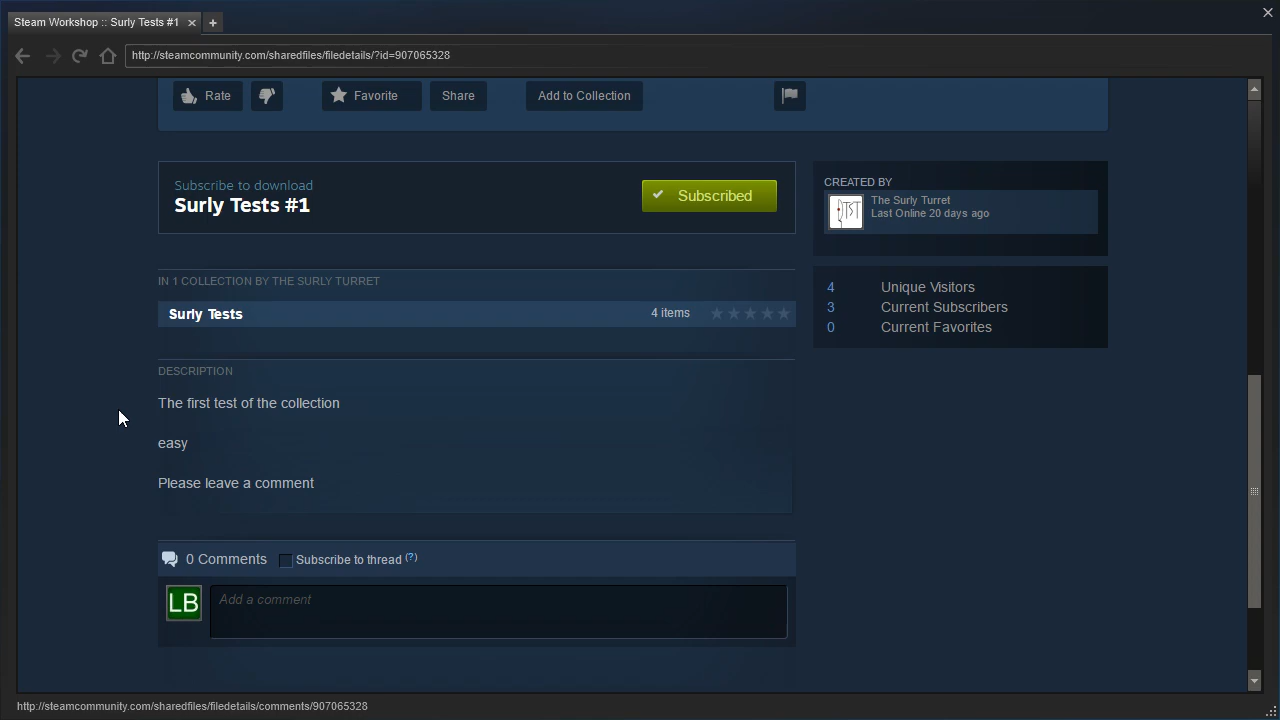 Steam Workshop :: Surly Tests #1
http://steamcommunity.com/sharedfiles/filedetails/?id=907065328
Rate
Favorite
Share
Add to Collection
Subscribe to download
Surly Tests #1
Subscribed
CREATED BY
The Surly Turret
Last Online 20 days ago
IN 1 COLLECTION BY THE SURLY TURRET
Surly Tests
4 items
4 Unique Visitors
3 Current Subscribers
0 Current Favorites
DESCRIPTION
The first test of the collection
easy
Please leave a comment
0 Comments
Subscribe to thread (?)
LB
Add a comment
http://steamcommunity.com/sharedfiles/filedetails/comments/907065328